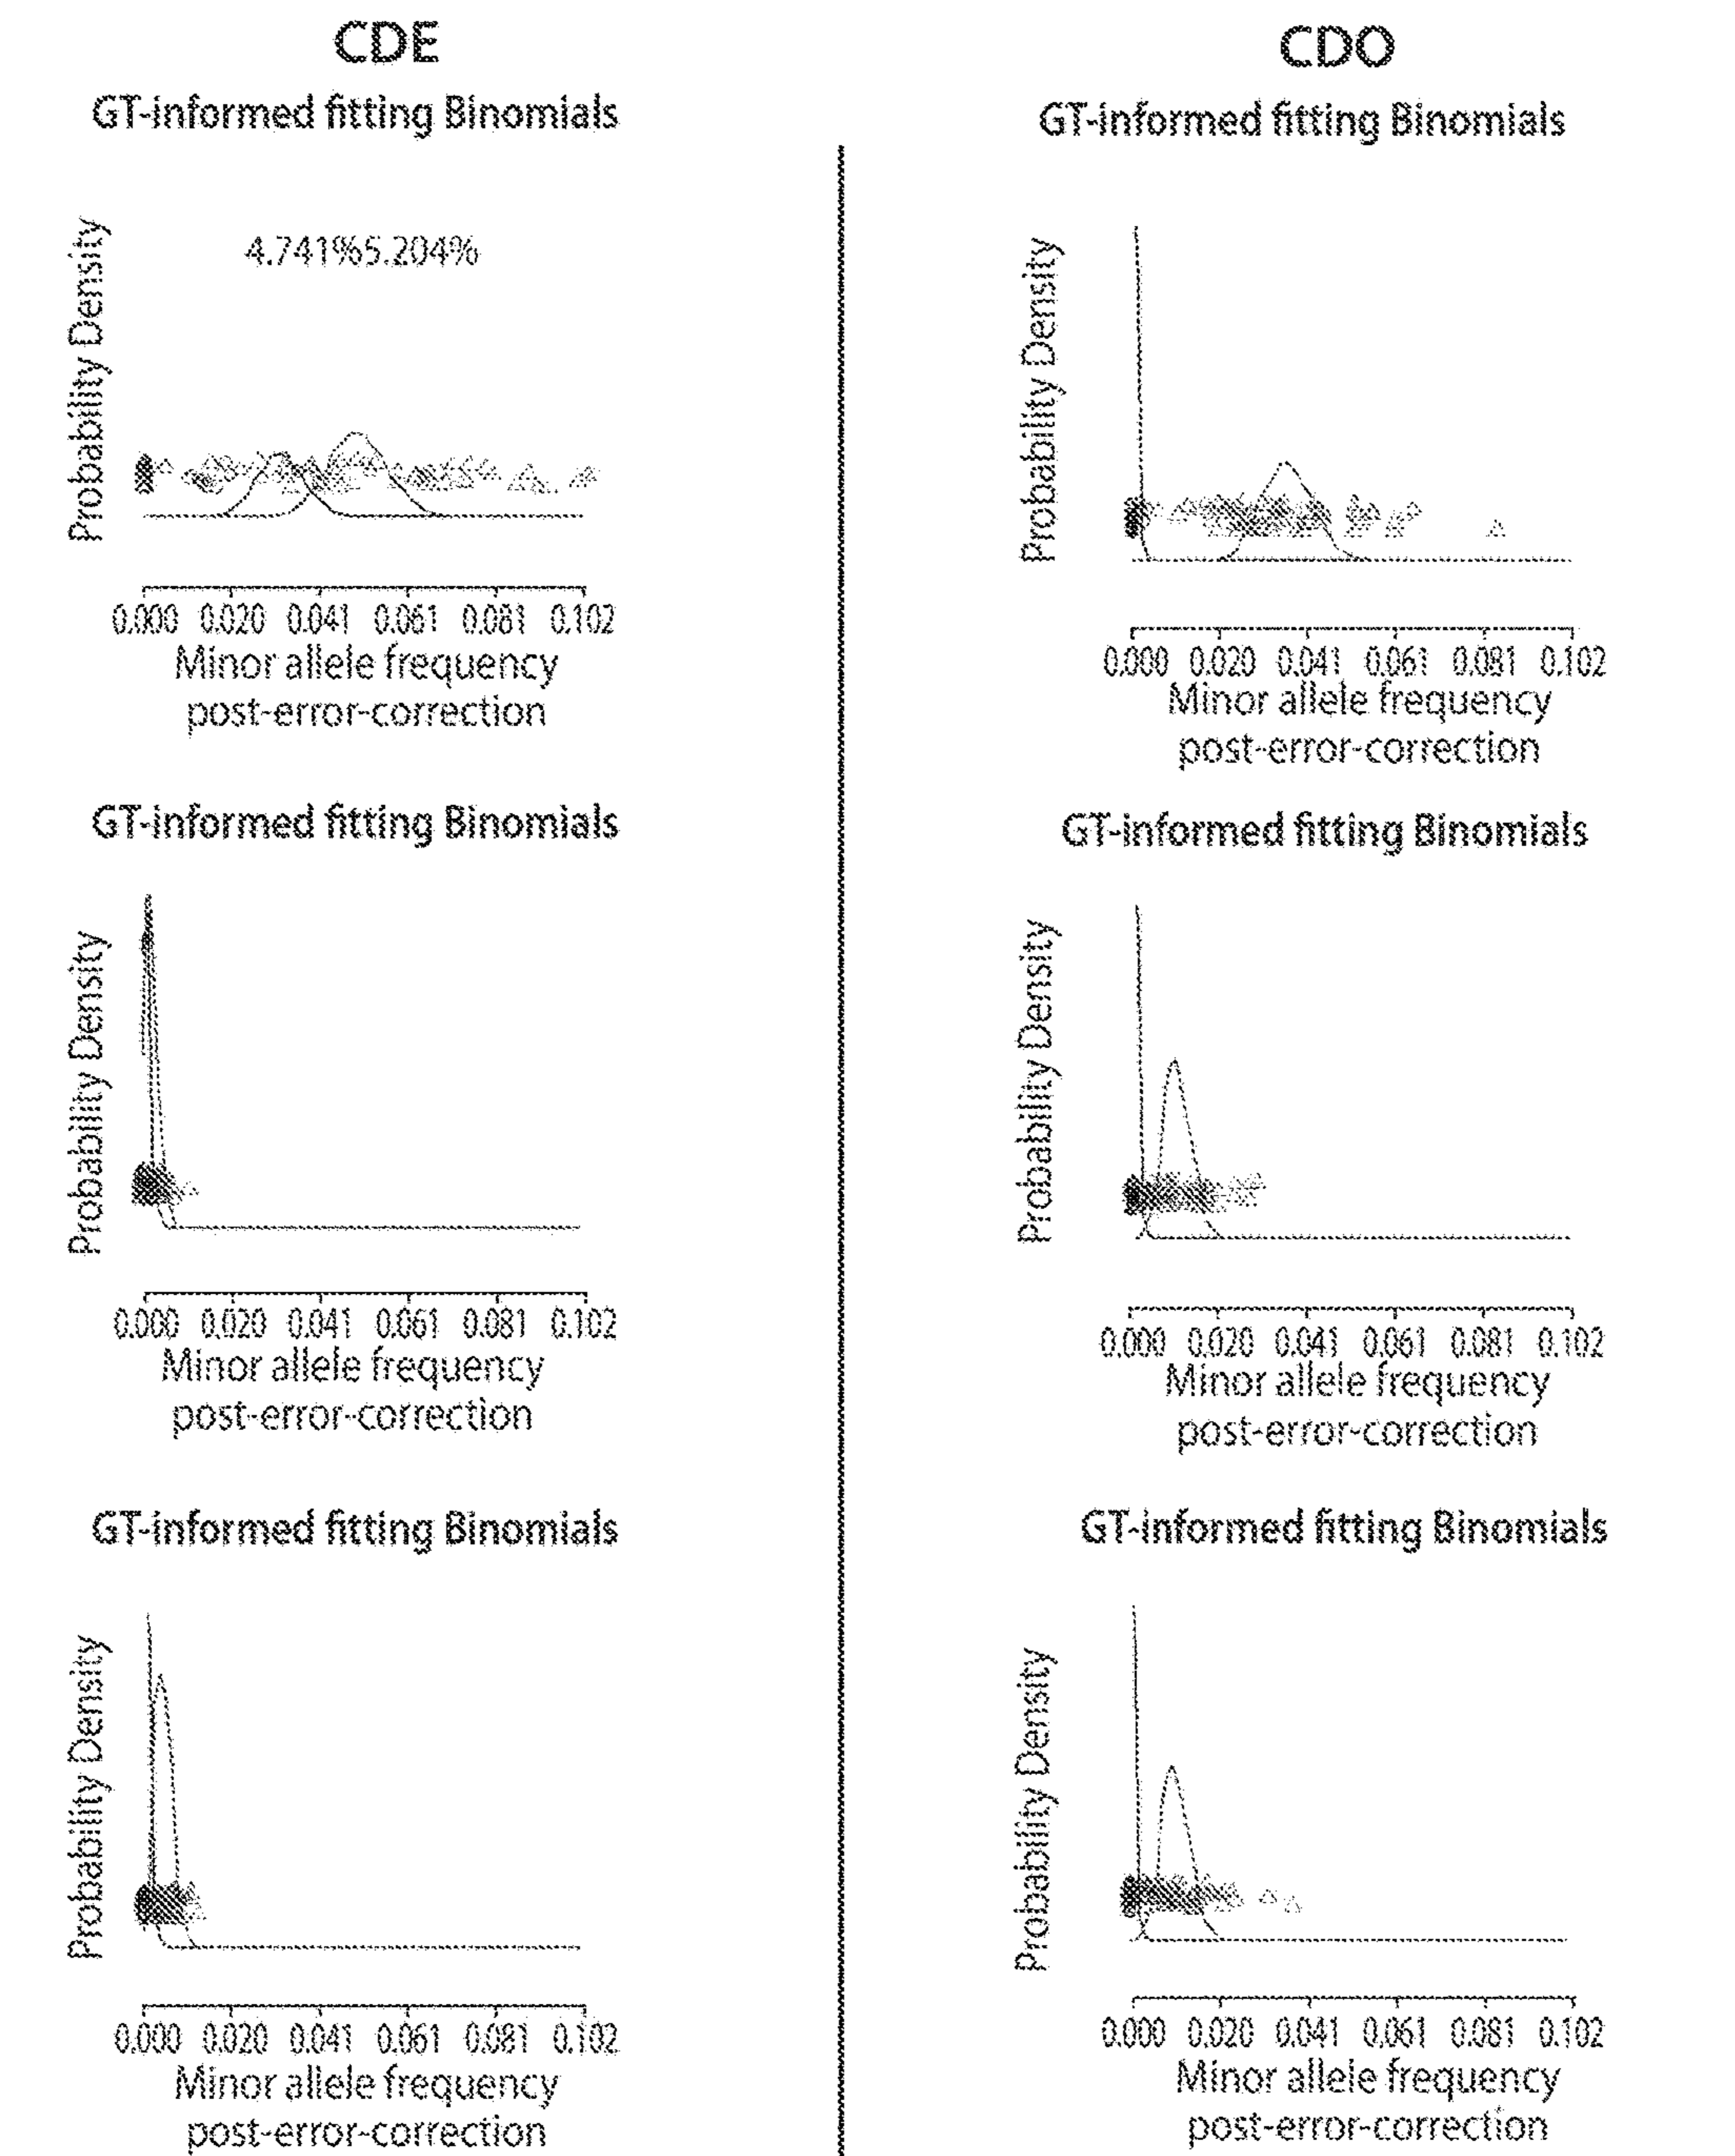 CDE
GT-informed fitting Binomials
Probability Density
4.741%5.204%
0.000 0.020 0.041 0.061 0.081 0.102
Minor allele frequency
post-error-correction
GT-informed fitting Binomials
Probability Density
0.000 0.020 0.041 0.061 0.081 0.102
Minor allele frequency
post-error-correction
GT-informed fitting Binomials
Probability Density
0.000 0.020 0.041 0.061 0.081 0.102
Minor allele frequency
post-error-correction
CDO
GT-informed fitting Binomials
Probability Density
0.000 0.020 0.041 0.061 0.081 0.102
Minor allele frequency
post-error-correction
GT-informed fitting Binomials
Probability Density
0.000 0.020 0.041 0.061 0.081 0.102
Minor allele frequency
post-error-correction
GT-informed fitting Binomials
Probability Density
0.000 0.020 0.041 0.061 0.081 0.102
Minor allele frequency
post-error-correction